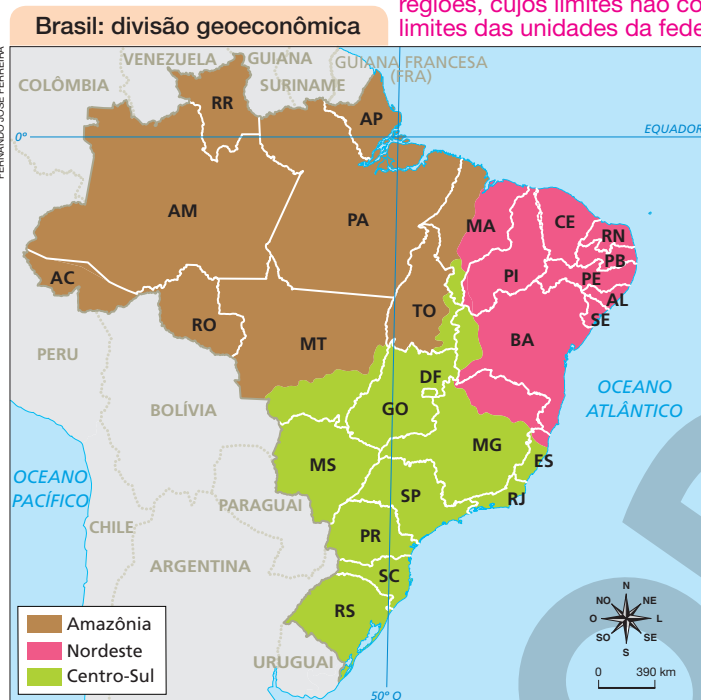 regiões, cujos limites não co
limites das unidades da fede
Brasil: divisão geoeconômica
FERNANDO JOSÉ FERREIRA
VENEZUELA
GUIANA
GUIANA FRANCESA
(FRA)
COLÔMBIA
SURINAME
RR
AP
0°
EQUADOR
AM
PA
MA
CE
RN
PB
PI
PE
AC
AL
TO
SE
RO
MT
BA
PERU
DF
OCEANO
ATLÂNTICO
BOLÍVIA
GO
MG
MS
ES
OCEANO
PACÍFICO
SP
RJ
PARAGUAI
CHILE
PR
ARGENTINA
SC
RS
N
NO
NE
O
L
SO
SE
S
Amazônia
Nordeste
Centro-Sul
URUGUAI
0 390 km
50° O